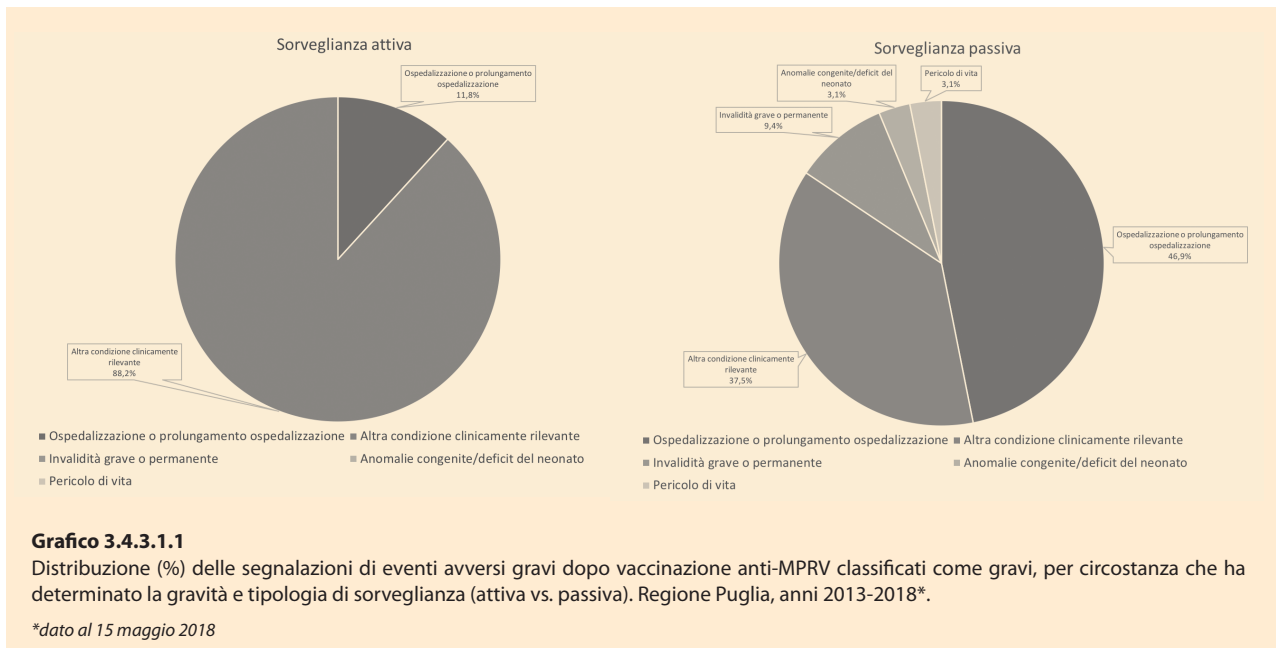 Sorveglianza attiva
Ospedalizzazione o prolungamento
ospedalizzazione
11,8%
Altra condizione clinicamente
rilevante
88,2%
■ Ospedalizzazione o prolungamento ospedalizzazione ■ Altra condizione clinicamente rilevante
■ Invalidità grave o permanente ■ Anomalie congenite/deficit del neonato
■ Pericolo di vita
Sorveglianza passiva
Anomalie congenite/deficit del
neonato
3,1%
Pericolo di vita
3,1%
Invalidità grave o permanente
9,4%
Ospedalizzazione o prolungamento
ospedalizzazione
46,9%
Altra condizione clinicamente
rilevante
37,5%
■ Ospedalizzazione o prolungamento ospedalizzazione ■ Altra condizione clinicamente rilevante
■ Invalidità grave o permanente ■ Anomalie congenite/deficit del neonato
■ Pericolo di vita
Grafico 3.4.3.1.1
Distribuzione (%) delle segnalazioni di eventi avversi gravi dopo vaccinazione anti-MPRV classificati come gravi, per circostanza che ha
determinato la gravità e tipologia di sorveglianza (attiva vs. passiva). Regione Puglia, anni 2013-2018*.
*dato al 15 maggio 2018